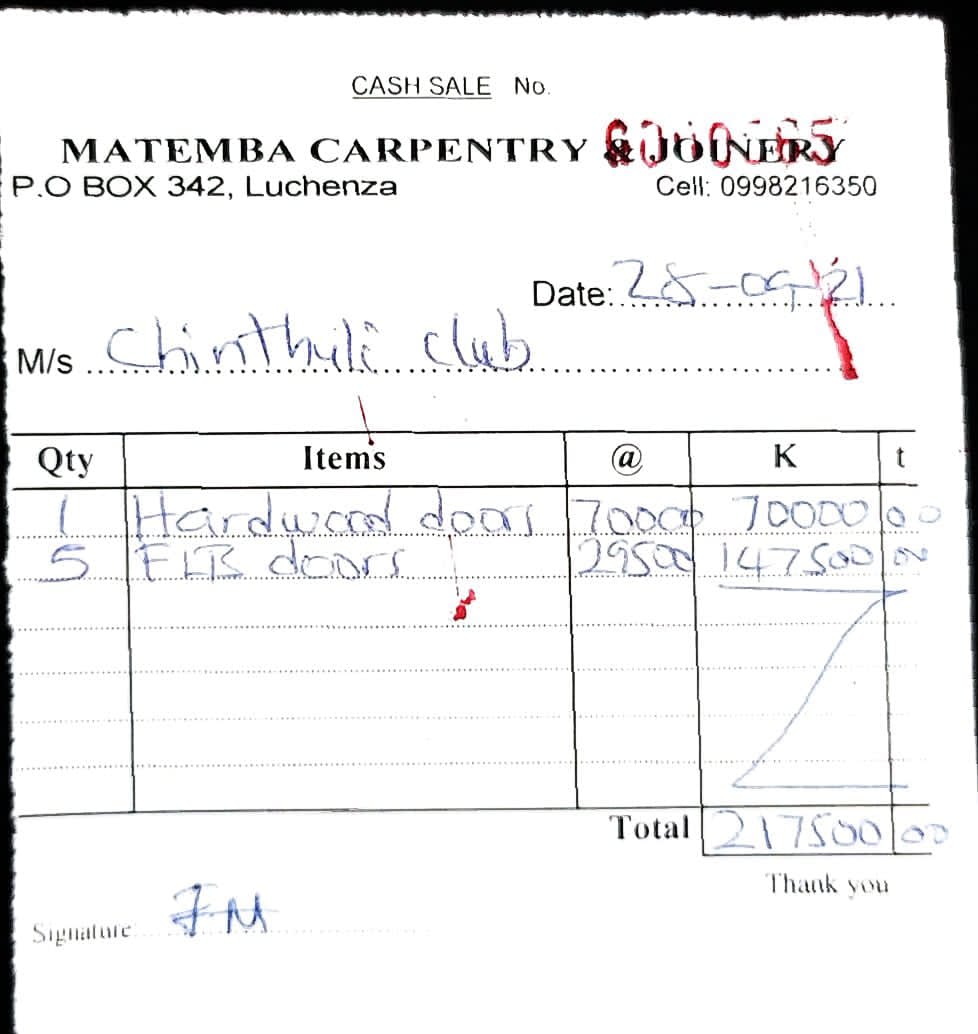 CASH SALE No.
MATEMBA CARPENTRY & JOINERY
P.O BOX 342, Luchenza Cell: 0998216350
Date: 28-09-21
M/s Chinthuli club
Qty Items @ K t
1 Hardwood doors 70000 70000 00
5 FLB doors 29500 147500 00
Total 217500 00
Thank you
Signature: FM